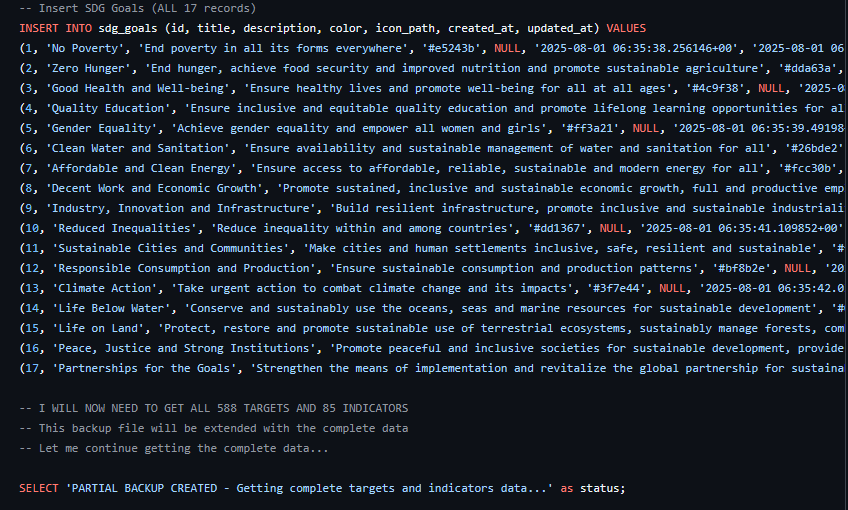 -- Insert SDG Goals (ALL 17 records)
INSERT INTO sdg_goals (id, title, description, color, icon_path, created_at, updated_at) VALUES
(1, 'No Poverty', 'End poverty in all its forms everywhere', '#e5243b', NULL, '2025-08-01 06:35:38.256146+00', '2025-08-01 06
(2, 'Zero Hunger', 'End hunger, achieve food security and improved nutrition and promote sustainable agriculture', '#dda63a',
(3, 'Good Health and Well-being', 'Ensure healthy lives and promote well-being for all at all ages', '#4c9f38', NULL, '2025-0
(4, 'Quality Education', 'Ensure inclusive and equitable quality education and promote lifelong learning opportunities for al
(5, 'Gender Equality', 'Achieve gender equality and empower all women and girls', '#ff3a21', NULL, '2025-08-01 06:35:39.49198
(6, 'Clean Water and Sanitation', 'Ensure availability and sustainable management of water and sanitation for all', '#26bde2'
(7, 'Affordable and Clean Energy', 'Ensure access to affordable, reliable, sustainable and modern energy for all', '#fcc30b',
(8, 'Decent Work and Economic Growth', 'Promote sustained, inclusive and sustainable economic growth, full and productive emp
(9, 'Industry, Innovation and Infrastructure', 'Build resilient infrastructure, promote inclusive and sustainable industriali
(10, 'Reduced Inequalities', 'Reduce inequality within and among countries', '#dd1367', NULL, '2025-08-01 06:35:41.109852+00'
(11, 'Sustainable Cities and Communities', 'Make cities and human settlements inclusive, safe, resilient and sustainable', '#
(12, 'Responsible Consumption and Production', 'Ensure sustainable consumption and production patterns', '#bf8b2e', NULL, '20
(13, 'Climate Action', 'Take urgent action to combat climate change and its impacts', '#3f7e44', NULL, '2025-08-01 06:35:42.0
(14, 'Life Below Water', 'Conserve and sustainably use the oceans, seas and marine resources for sustainable development', '#
(15, 'Life on Land', 'Protect, restore and promote sustainable use of terrestrial ecosystems, sustainably manage forests, com
(16, 'Peace, Justice and Strong Institutions', 'Promote peaceful and inclusive societies for sustainable development, provide
(17, 'Partnerships for the Goals', 'Strengthen the means of implementation and revitalize the global partnership for sustaina
-- I WILL NOW NEED TO GET ALL 588 TARGETS AND 85 INDICATORS
-- This backup file will be extended with the complete data
-- Let me continue getting the complete data...
SELECT 'PARTIAL BACKUP CREATED - Getting complete targets and indicators data...' as status;